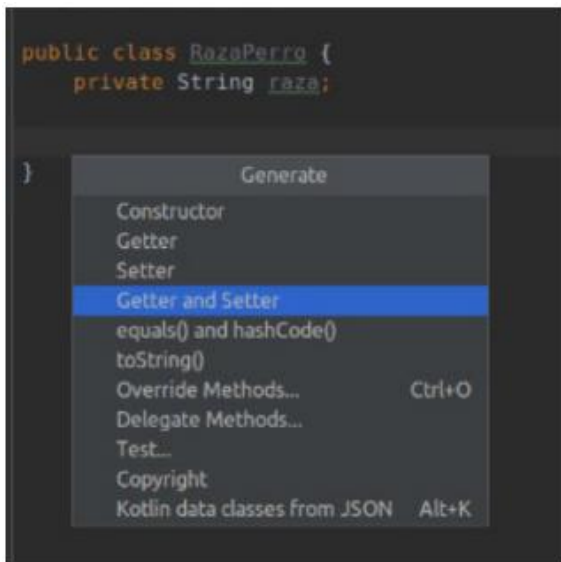 public class RazaPerro {
private String raza;
}
Generate
Constructor
Getter
Setter
Getter and Setter
equals() and hashCode()
toString()
Override Methods... Ctrl+O
Delegate Methods...
Test...
Copyright
Kotlin data classes from JSON Alt+K